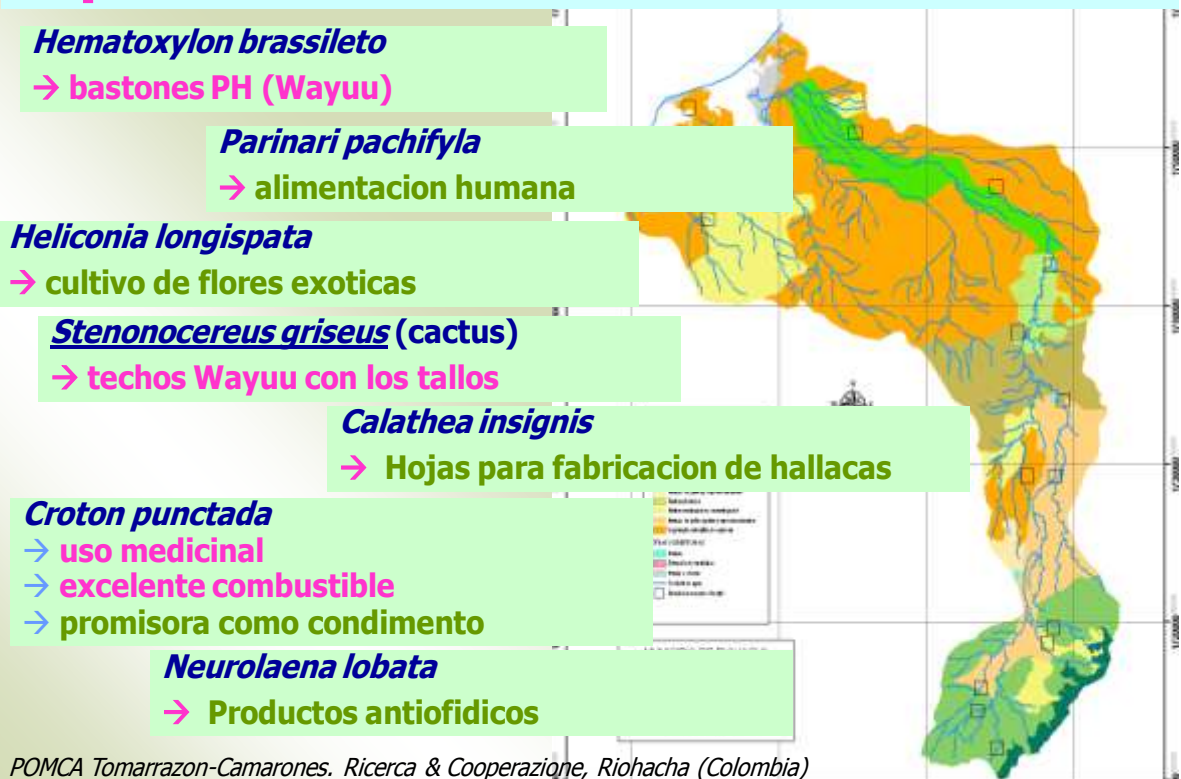 Hematoxylon brassileto
→ bastones PH (Wayuu)
Parinari pachifyla
→ alimentacion humana
Heliconia longispata
→ cultivo de flores exoticas
Stenonocereus griseus (cactus)
→ techos Wayuu con los tallos
Calathea insignis
→ Hojas para fabricacion de hallacas
Croton punctada
→ uso medicinal
→ excelente combustible
→ promisora como condimento
Neurolaena lobata
→ Productos antiofidicos
POMCA Tomarrazon-Camarones. Ricerca & Cooperazione, Riohacha (Colombia)